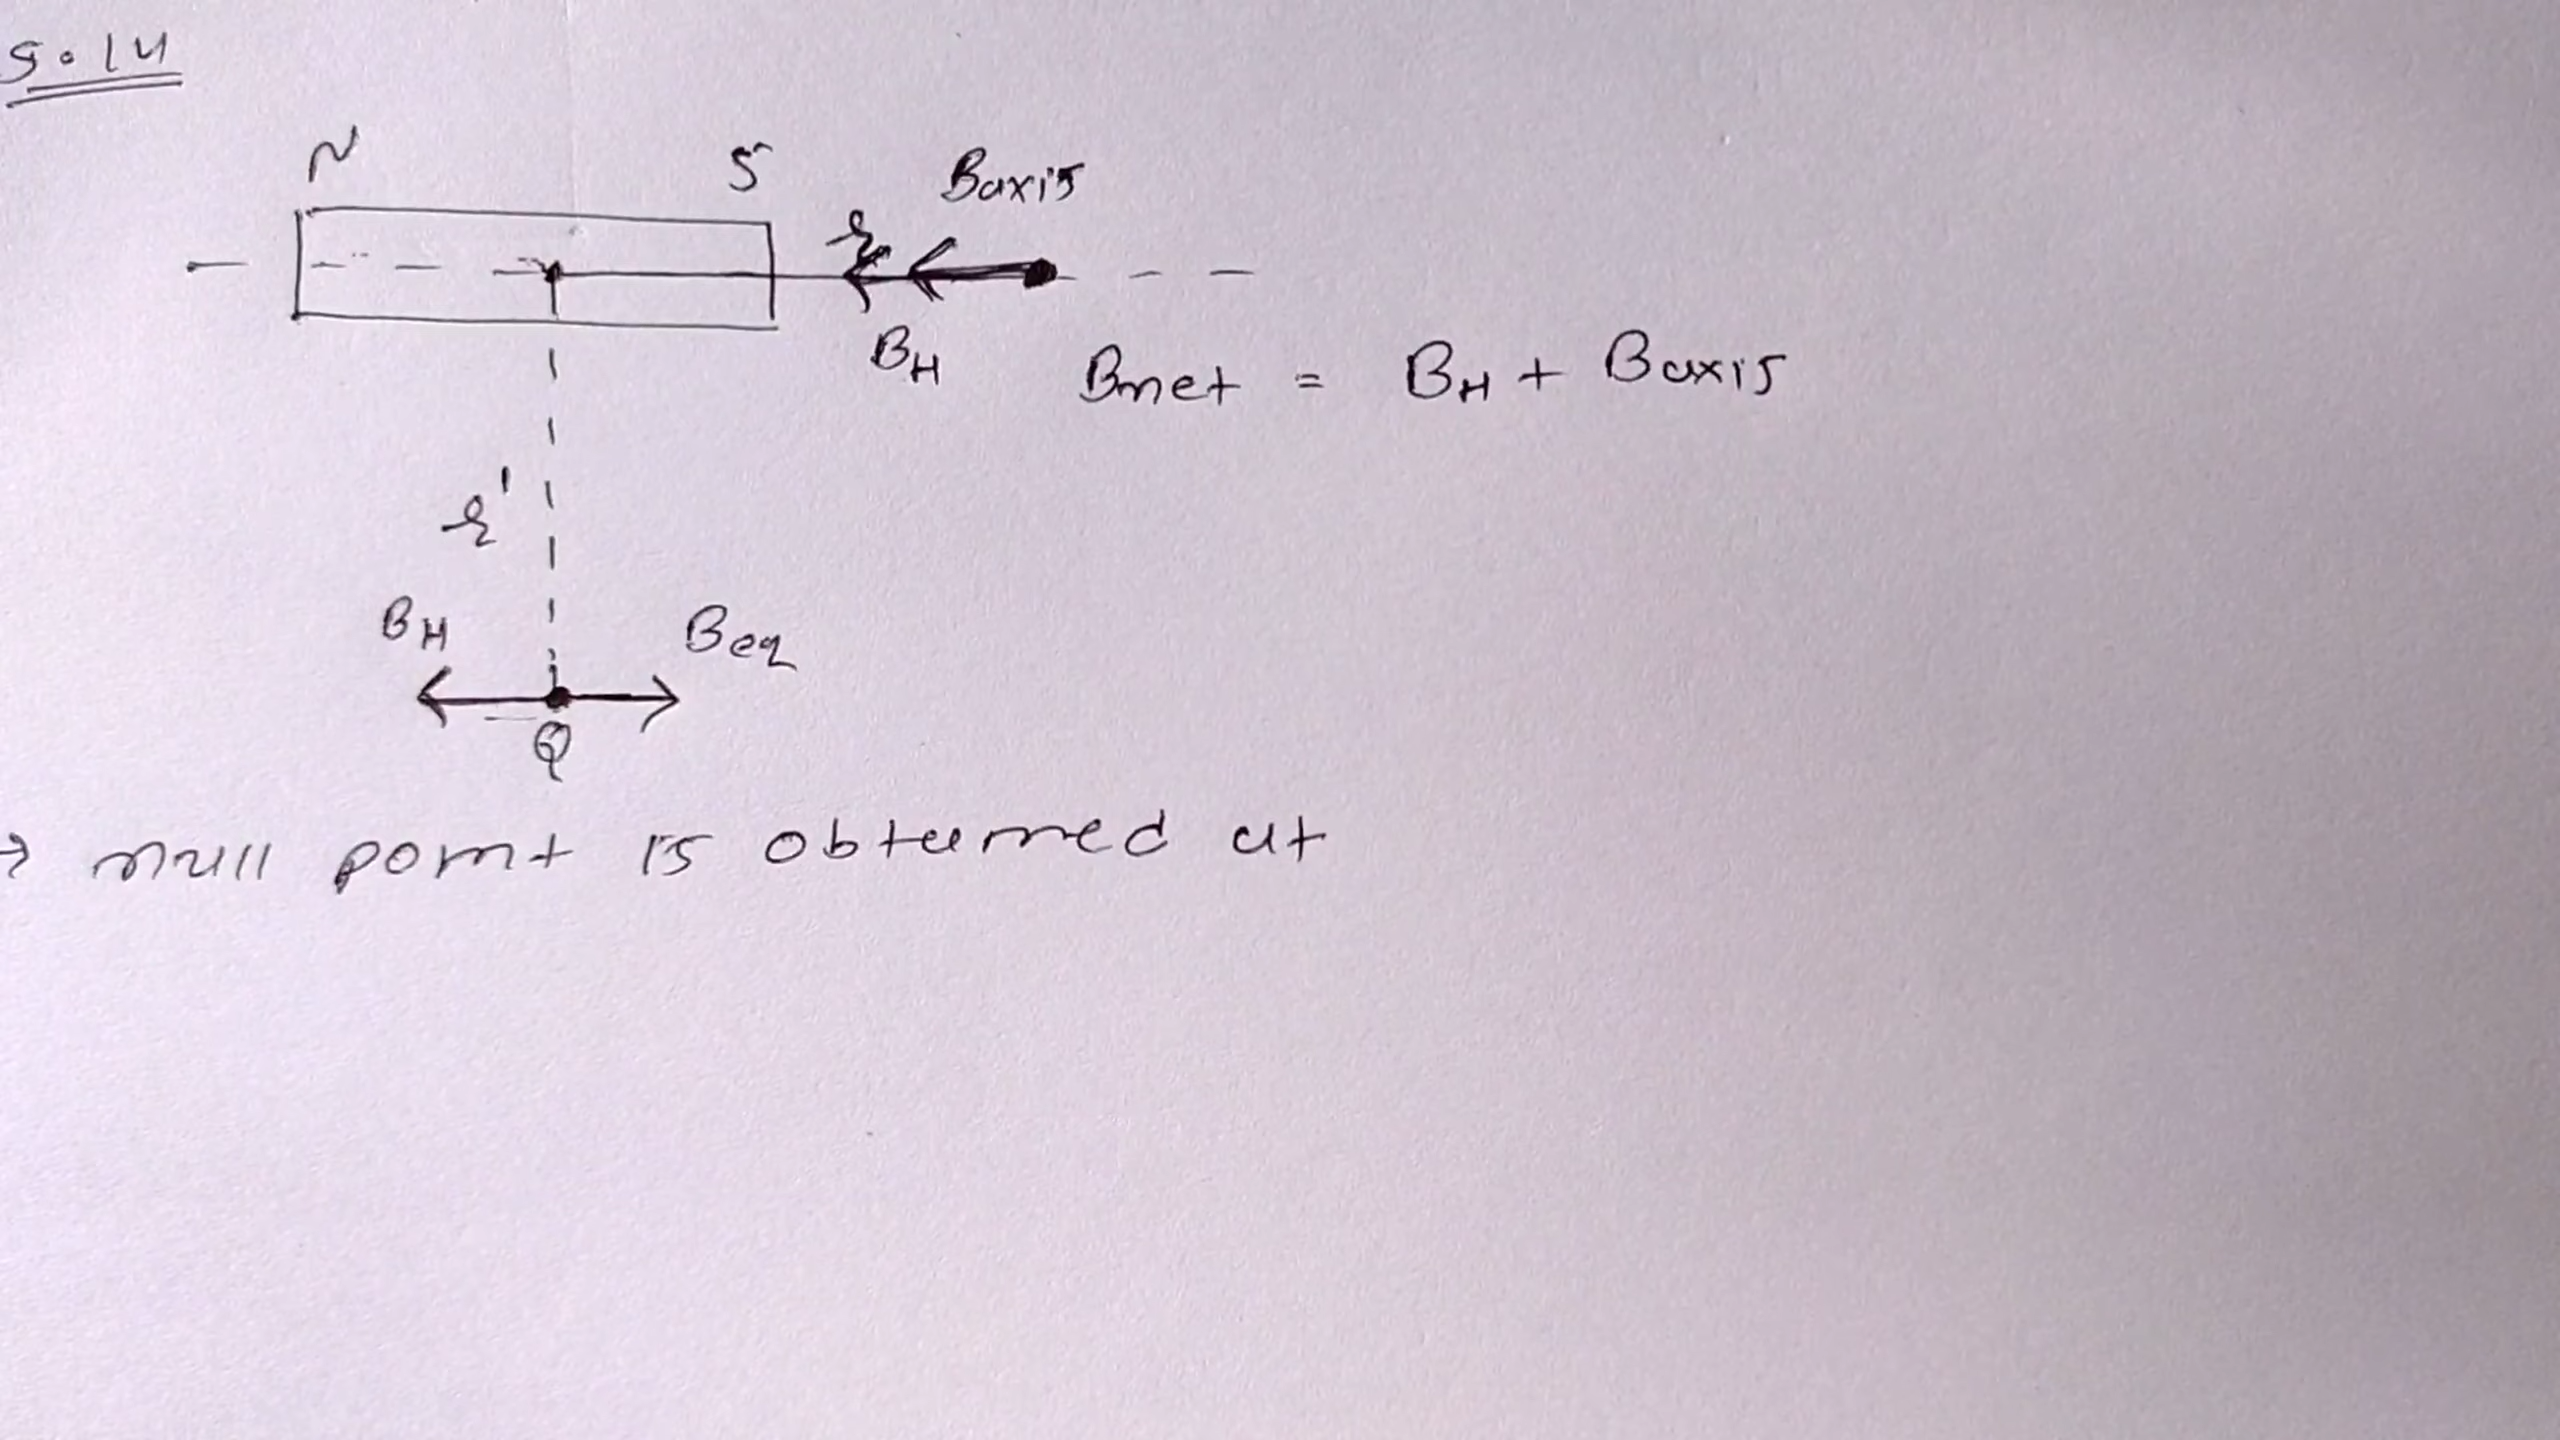 5.14
N S Baxis
r
BH Bnet = BH + Baxis
r'
BH Beq
Q
→ null point is obtained at